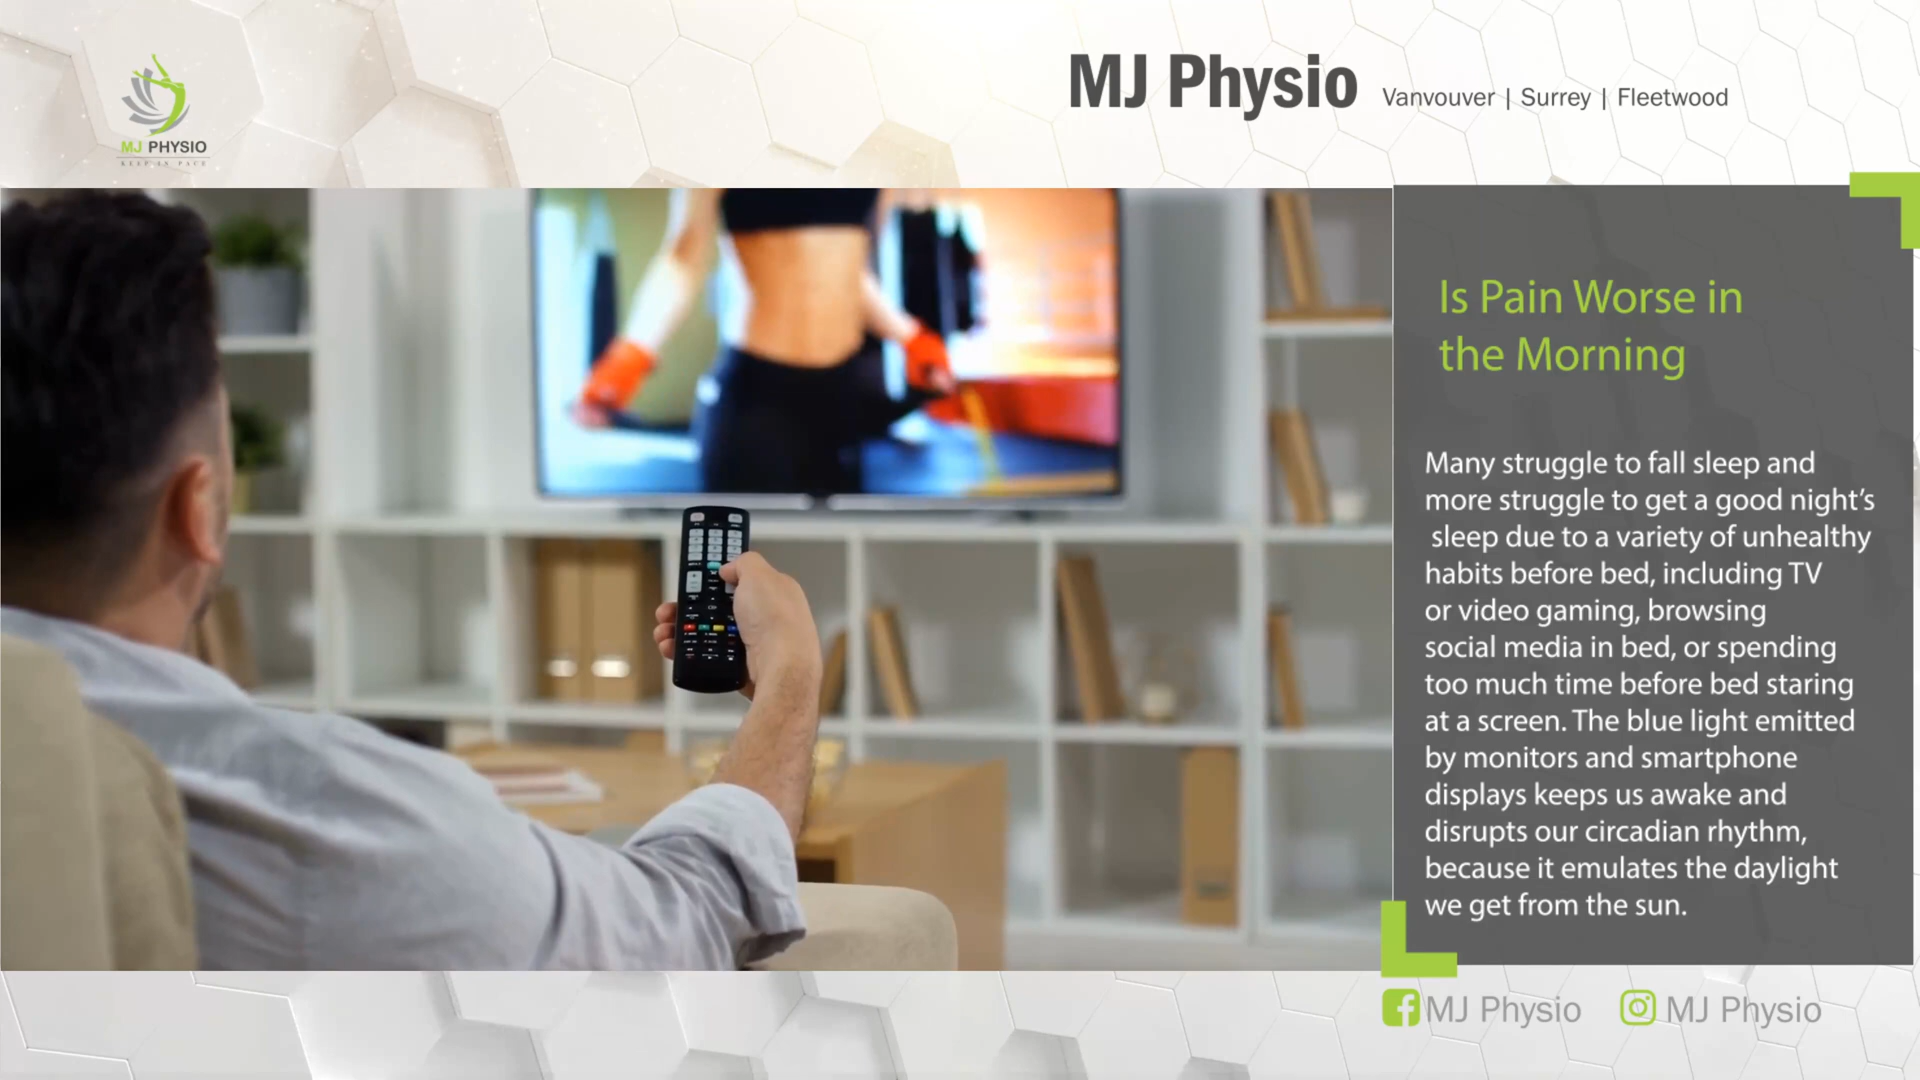 MJ PHYSIO
KEEP IN PACE
MJ Physio Vanvouver | Surrey | Fleetwood
Is Pain Worse in
the Morning
Many struggle to fall sleep and
more struggle to get a good night's
sleep due to a variety of unhealthy
habits before bed, including TV
or video gaming, browsing
social media in bed, or spending
too much time before bed staring
at a screen. The blue light emitted
by monitors and smartphone
displays keeps us awake and
disrupts our circadian rhythm,
because it emulates the daylight
we get from the sun.
MJ Physio MJ Physio